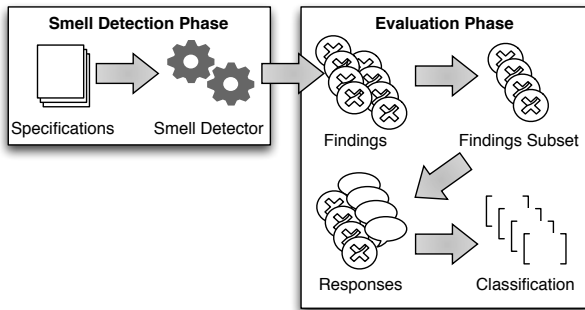 Smell Detection Phase
Specifications
Smell Detector
Evaluation Phase
Findings
Findings Subset
Responses
Classification